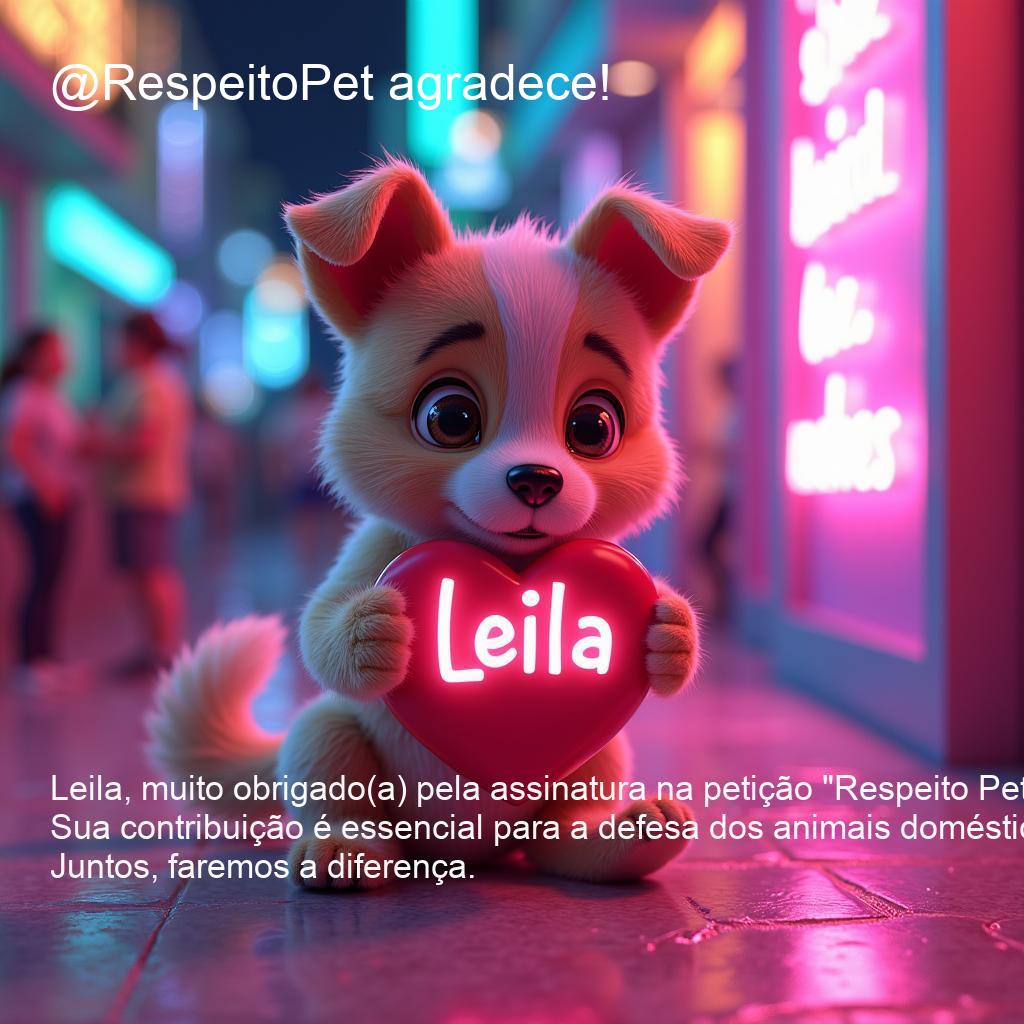 @RespeitoPet agradece!
Leila
Leila, muito obrigado(a) pela assinatura na petição "Respeito Pet
Sua contribuição é essencial para a defesa dos animais doméstic
Juntos, faremos a diferença.